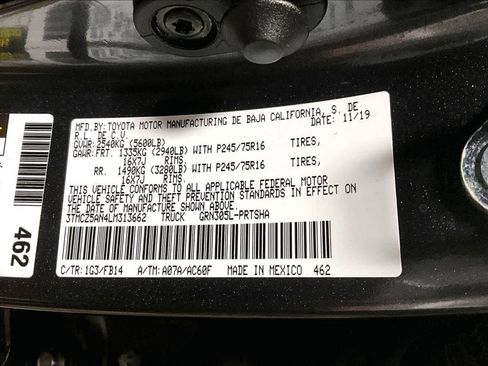 MFD.BY:TOYOTA MOTOR MANUFACTURING DE BAJA CALIFORNIA, S. DE
R.L. DE C.V. DATE: 11/19
GVWR: 2540KG (5600LB)
GAWR:FRT. 1335KG (2940LB) WITH P245/75R16 TIRES,
16X7J RIMS,
RR. 1490KG (3280LB) WITH P245/75R16 TIRES,
16X7J RIMS.
THIS VEHICLE CONFORMS TO ALL APPLICABLE FEDERAL MOTOR
VEHICLE SAFETY AND THEFT PREVENTION STANDARDS IN EFFECT ON
THE DATE OF MANUFACTURE SHOWN ABOVE.
3TMCZ5AN4LM313662 TRUCK GRN305L-PRTSHA
C/TR: 1G3/FB14 A/TM: A07A/AC60F MADE IN MEXICO 462
462